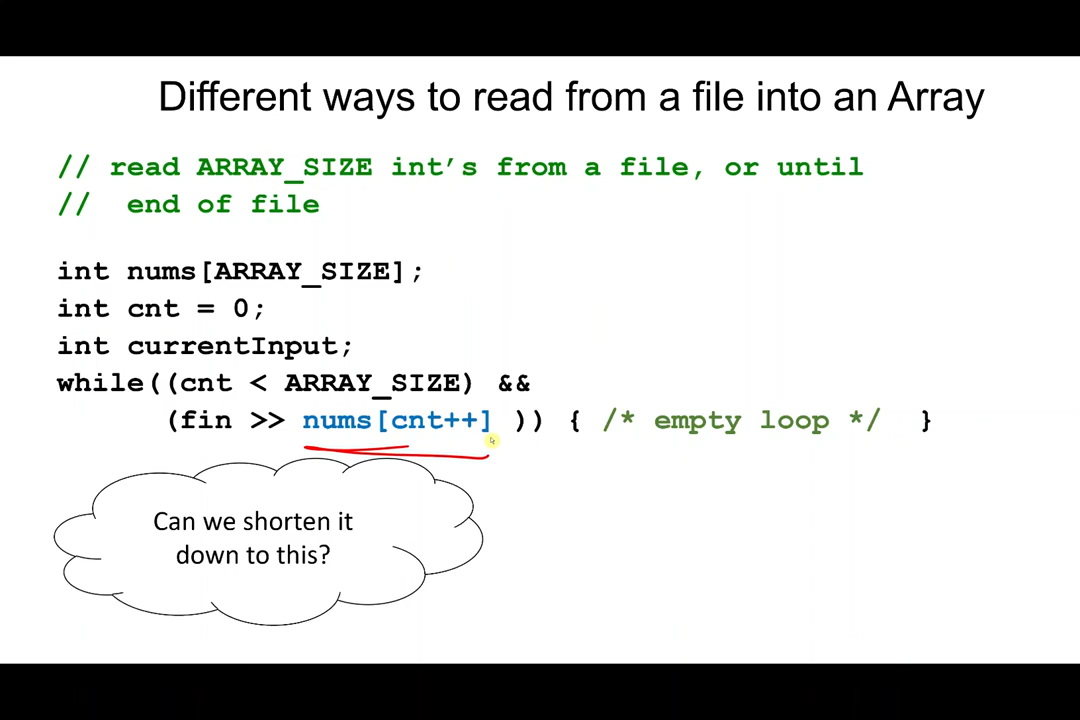 Different ways to read from a file into an Array
// read ARRAY_SIZE int’s from a file, or until
// end of file
int nums[ARRAY_SIZE];
int cnt = 0;
int currentInput;
while((cnt < ARRAY_SIZE) &&
(fin >> nums[cnt++] )) { /* empty loop */ }
Can we shorten it
down to this?